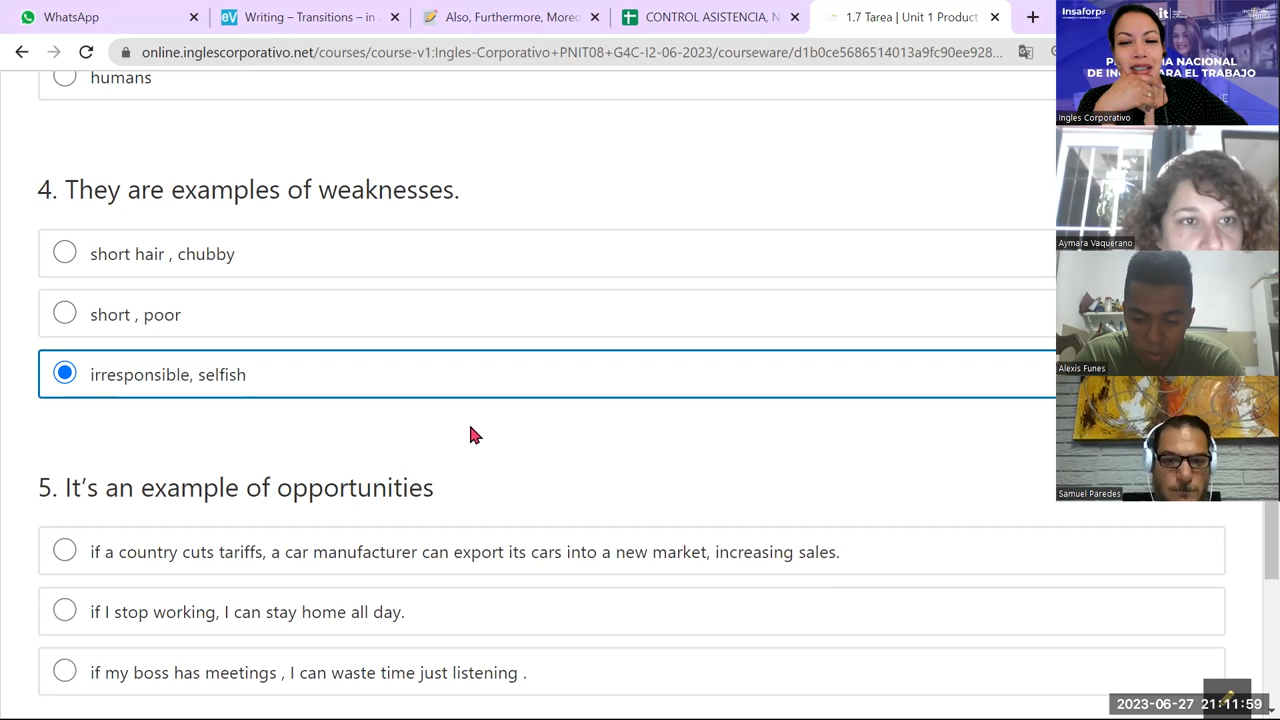 WhatsApp
Writing – Transitions
Also, Furthermore,
CONTROL ASISTENCIA,
1.7 Tarea | Unit 1 Product
online.inglescorporativo.net/courses/course-v1:Ingles-Corporativo+PNIT08+G4C-I2-06-2023/courseware/d1b0ce5695214013a9fc90ee928...
humans
4. They are examples of weaknesses.
short hair , chubby
short , poor
irresponsible, selfish
5. It’s an example of opportunities
if a country cuts tariffs, a car manufacturer can export its cars into a new market, increasing sales.
if I stop working, I can stay home all day.
if my boss has meetings , I can waste time just listening .
Insaforp
Ingles Corporativo
Aymara Vaquerano
Alexis Funes
Samuel Paredes
2023-06-27 21:11:59